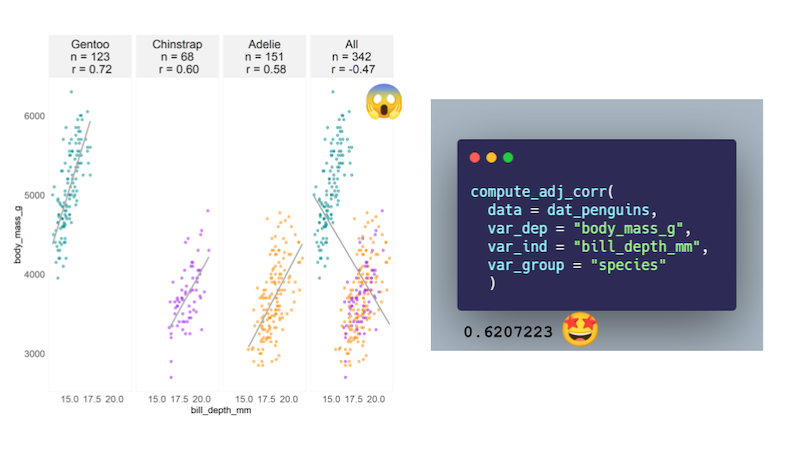 Gentoo
n = 123
r = 0.72
Chinstrap
n = 68
r = 0.60
Adelie
n = 151
r = 0.58
All
n = 342
r = -0.47
body_mass_g
6000
5000
4000
3000
15.0 17.5 20.0
15.0 17.5 20.0
15.0 17.5 20.0
15.0 17.5 20.0
bill_depth_mm
compute_adj_corr(
data = dat_penguins,
var_dep = "body_mass_g",
var_ind = "bill_depth_mm",
var_group = "species"
)
0.6207223